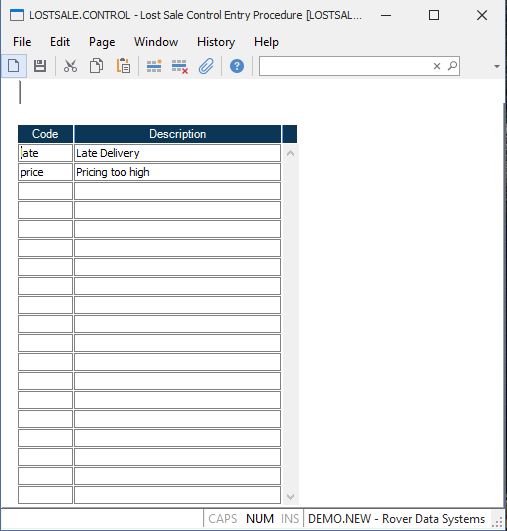 LOSTSALE.CONTROL - Lost Sale Control Entry Procedure [LOSTSAL...
File Edit Page Window History Help
Code Description
late Late Delivery
price Pricing too high
CAPS NUM INS DEMO.NEW - Rover Data Systems